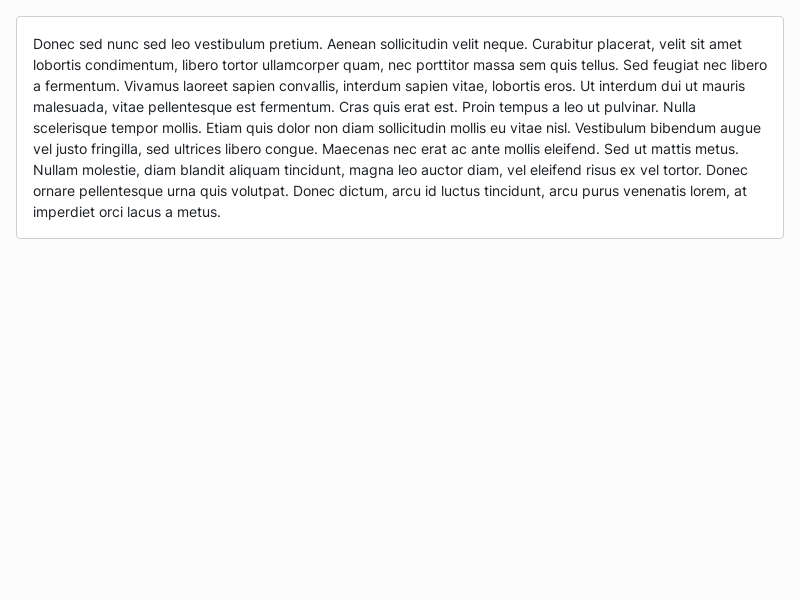 Donec sed nunc sed leo vestibulum pretium. Aenean sollicitudin velit neque. Curabitur placerat, velit sit amet
lobortis condimentum, libero tortor ullamcorper quam, nec porttitor massa sem quis tellus. Sed feugiat nec libero
a fermentum. Vivamus laoreet sapien convallis, interdum sapien vitae, lobortis eros. Ut interdum dui ut mauris
malesuada, vitae pellentesque est fermentum. Cras quis erat est. Proin tempus a leo ut pulvinar. Nulla
scelerisque tempor mollis. Etiam quis dolor non diam sollicitudin mollis eu vitae nisl. Vestibulum bibendum augue
vel justo fringilla, sed ultrices libero congue. Maecenas nec erat ac ante mollis eleifend. Sed ut mattis metus.
Nullam molestie, diam blandit aliquam tincidunt, magna leo auctor diam, vel eleifend risus ex vel tortor. Donec
ornare pellentesque urna quis volutpat. Donec dictum, arcu id luctus tincidunt, arcu purus venenatis lorem, at
imperdiet orci lacus a metus.